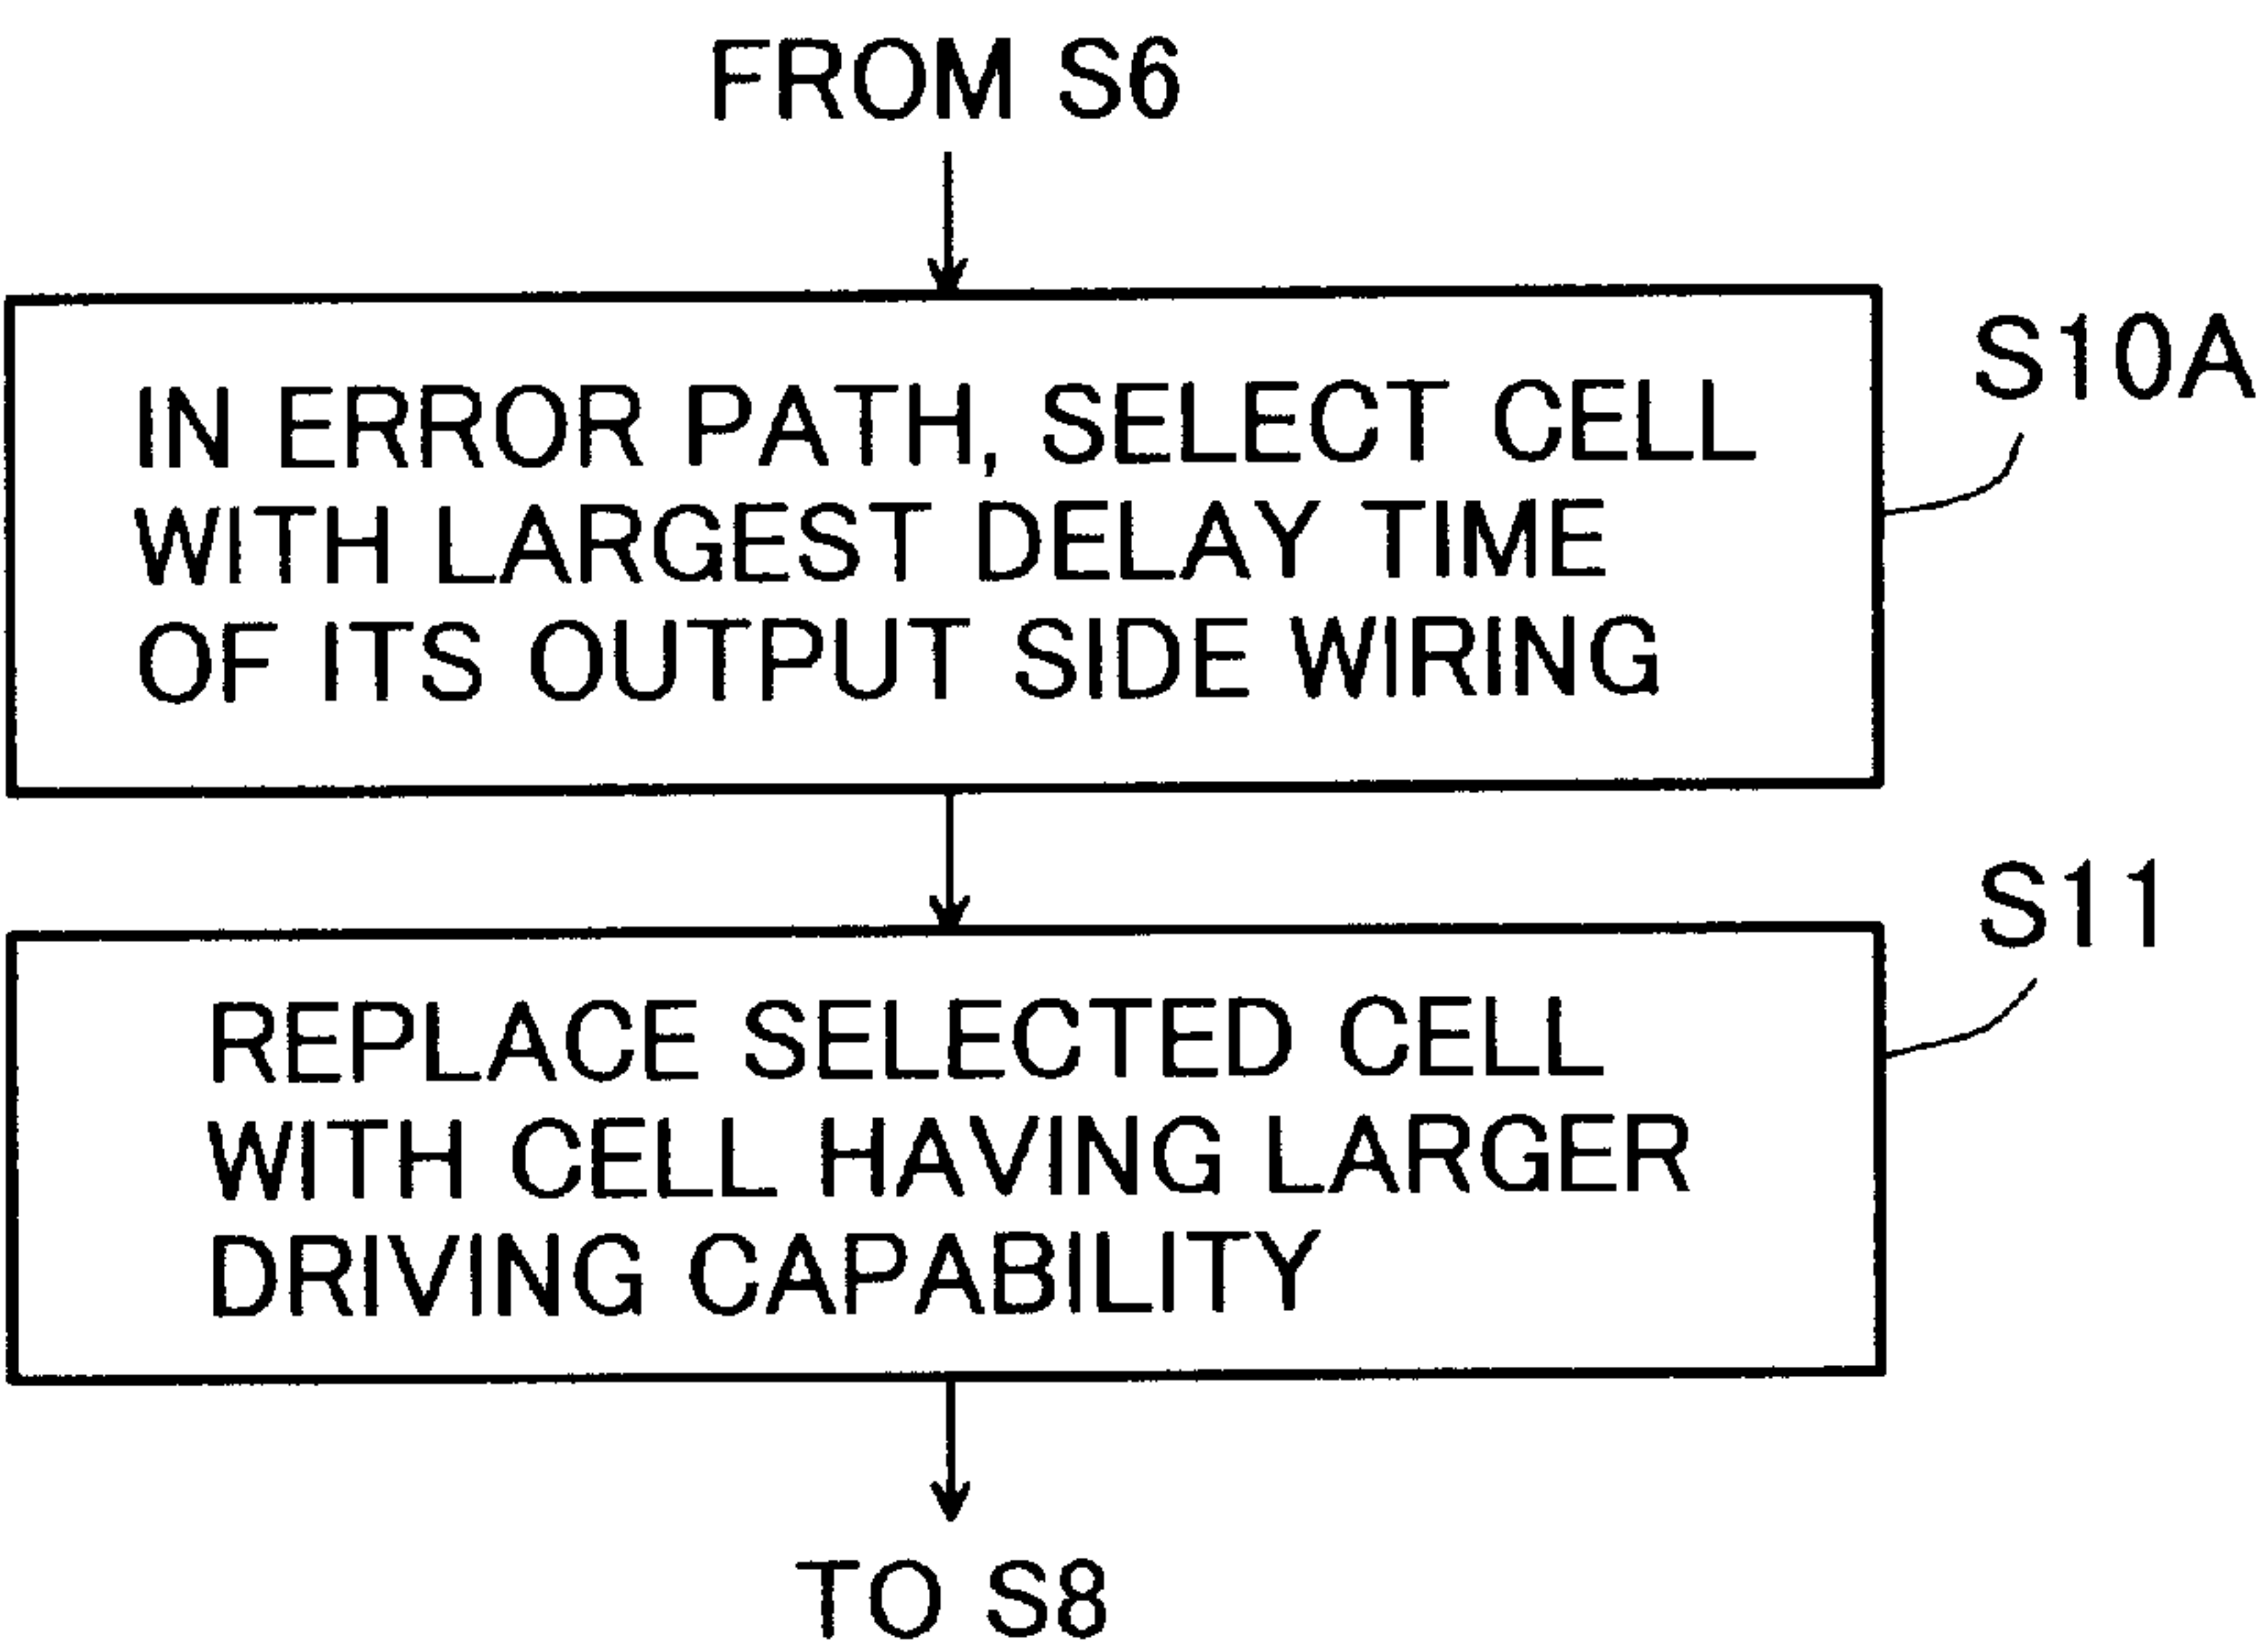 FROM S6
S10A
IN ERROR PATH, SELECT CELL
WITH LARGEST DELAY TIME
OF ITS OUTPUT SIDE WIRING
S11
REPLACE SELECTED CELL
WITH CELL HAVING LARGER
DRIVING CAPABILITY
TO S8